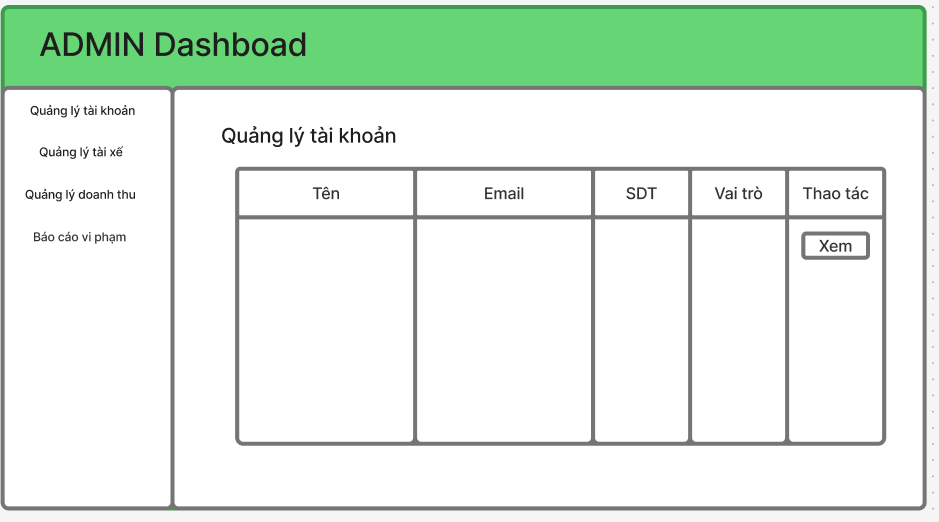 ADMIN Dashboad
Quảng lý tài khoản
Quảng lý tài xế
Quảng lý doanh thu
Báo cáo vi phạm
Quảng lý tài khoản
Tên Email SDT Vai trò Thao tác
Xem